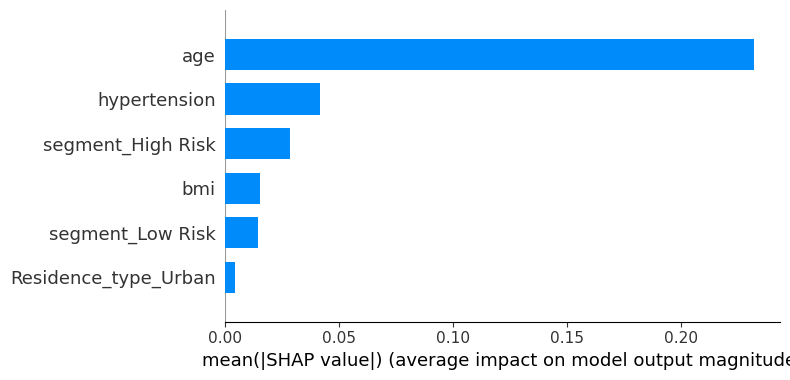 age
hypertension
segment_High Risk
bmi
segment_Low Risk
Residence_type_Urban
0.00 0.05 0.10 0.15 0.20
mean(|SHAP value|) (average impact on model output magnitude